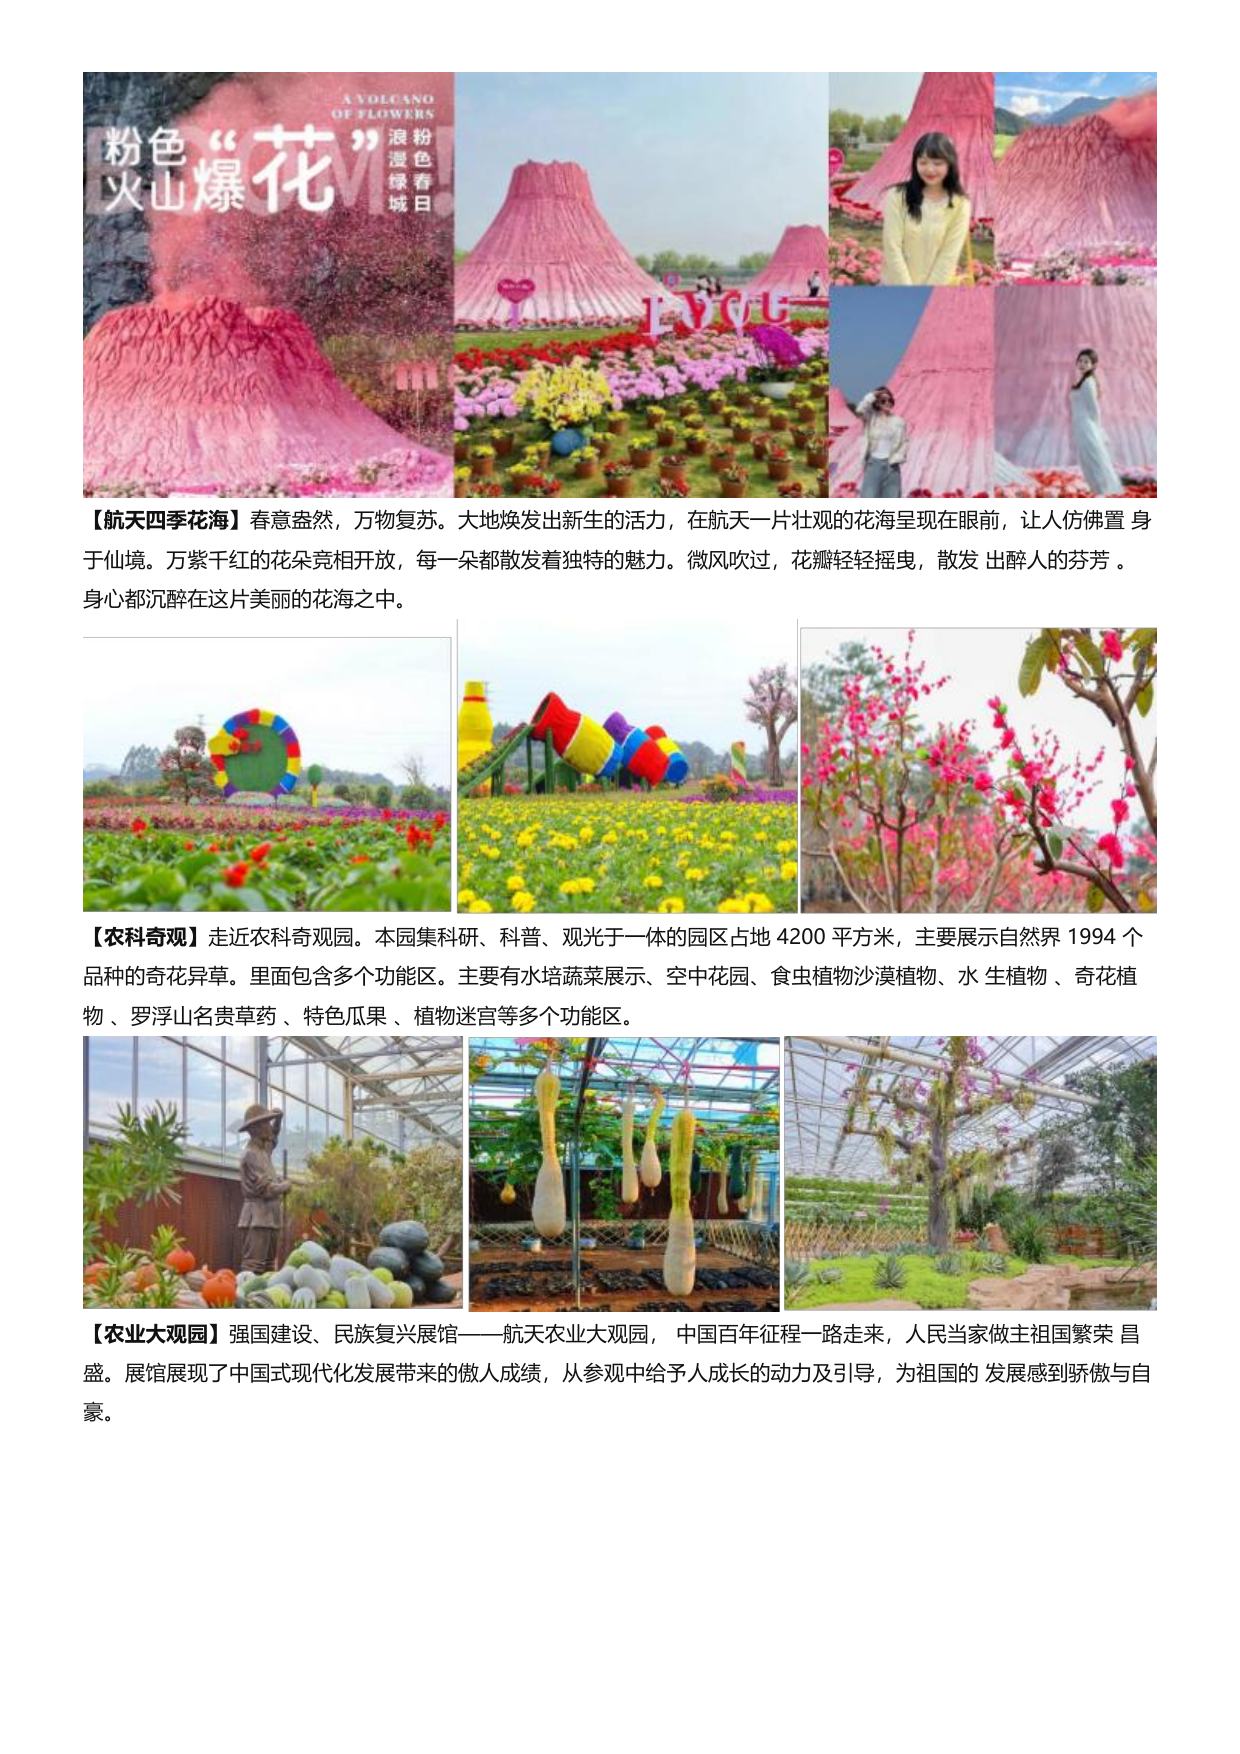 A VOLCANO
OF FLOWERS
粉色火山“爆花”
粉色春日
浪漫绿城
LOVE
【航天四季花海】春意盎然，万物复苏。大地焕发出新生的活力，在航天一片壮观的花海呈现在眼前，让人仿佛置 身
于仙境。万紫千红的花朵竞相开放，每一朵都散发着独特的魅力。微风吹过，花瓣轻轻摇曳，散发 出醉人的芬芳 。
身心都沉醉在这片美丽的花海之中。
【农科奇观】走近农科奇观园。本园集科研、科普、观光于一体的园区占地 4200 平方米，主要展示自然界 1994 个
品种的奇花异草。里面包含多个功能区。主要有水培蔬菜展示、空中花园、食虫植物沙漠植物、水 生植物 、奇花植
物 、罗浮山名贵草药 、特色瓜果 、植物迷宫等多个功能区。
【农业大观园】强国建设、民族复兴展馆——航天农业大观园， 中国百年征程一路走来，人民当家做主祖国繁荣 昌
盛。展馆展现了中国式现代化发展带来的傲人成绩，从参观中给予人成长的动力及引导，为祖国的 发展感到骄傲与自
豪。